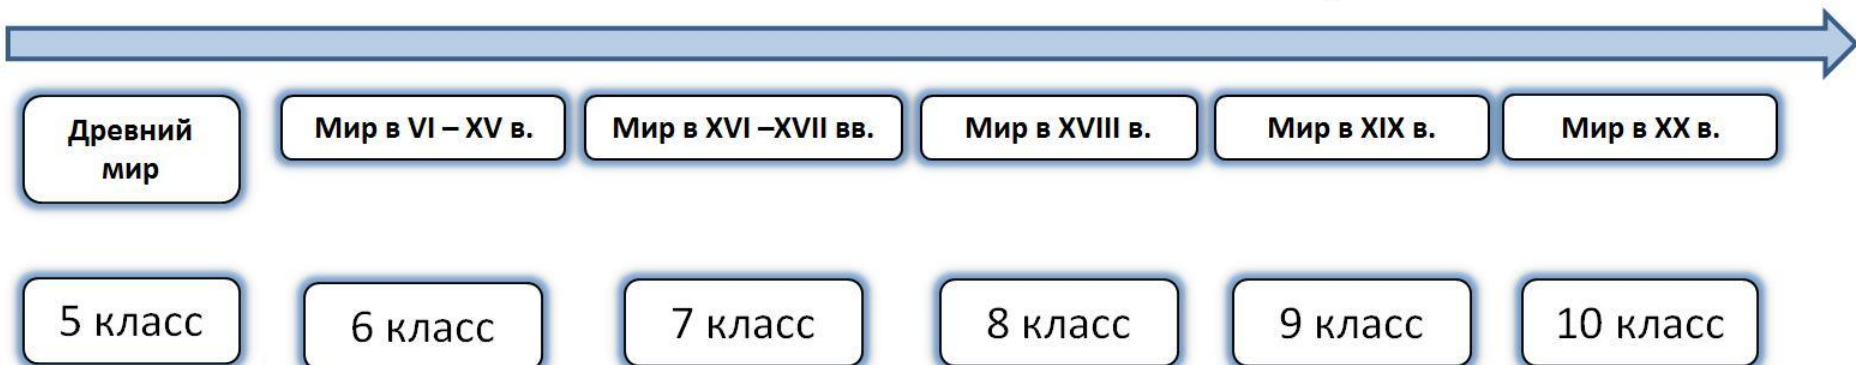 Древний
мир
Мир в VI – XV в.
Мир в XVI –XVII вв.
Мир в XVIII в.
Мир в XIX в.
Мир в XX в.
5 класс
6 класс
7 класс
8 класс
9 класс
10 класс